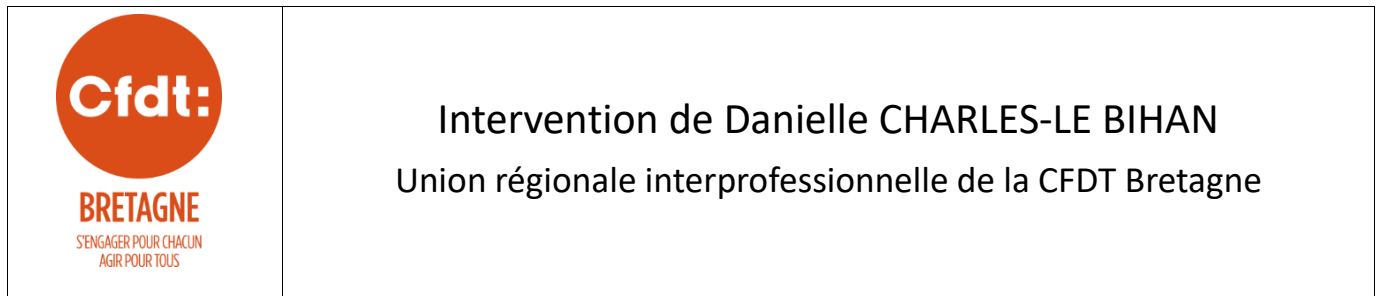 Cfdt:
BRETAGNE
S'ENGAGER POUR CHACUN
AGIR POUR TOUS
Intervention de Danielle CHARLES-LE BIHAN
Union régionale interprofessionnelle de la CFDT Bretagne